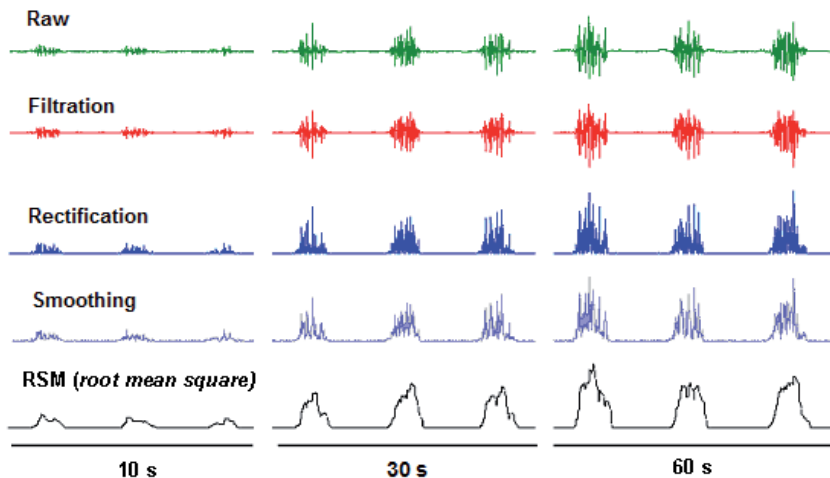 Raw
Filtration
Rectification
Smoothing
RSM (root mean square)
10 s
30 s
60 s